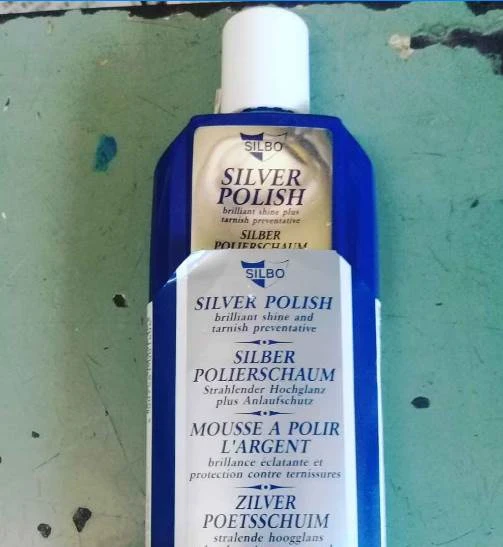 SILBO
SILVER
POLISH
brilliant shine plus
tarnish preventative
SILBER
POLIERSCHAUM
SILBO
SILVER POLISH
brilliant shine and
tarnish preventative
SILBER
POLIERSCHAUM
Strahlender Hochglanz
plus Anlaufschutz
MOUSSE A POLIR
L'ARGENT
brillance éclatante et
protection contre ternissures
ZILVER
POETSSCHUIM
stralende hoogglans